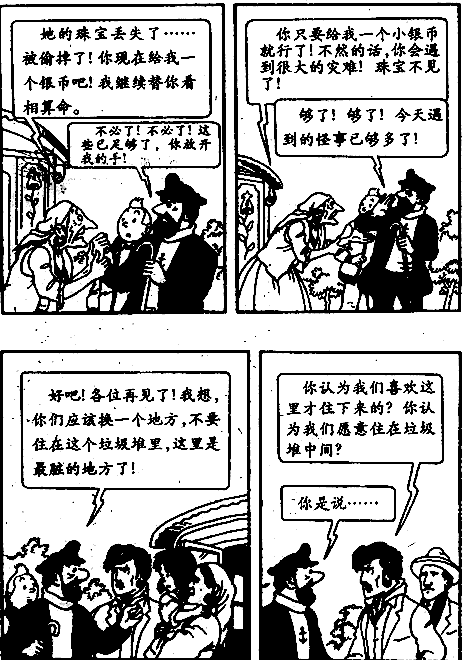 她的珠宝丢失了……
被偷摔了!你现在给我一
个银币吧!我继续替你看
相算命。
不必了!不必了!这
些已足够了,你放开
我的手!
你只要给我一个小银币
就行了!不然的话,你会遇
到很大的灾难!珠宝不见
了!
够了!够了!今天遇
到的怪事已够多了!
好吧!各位再见了!我想,
你们应该换一个地方,不要
住在这个垃圾堆里,这里是
最脏的地方了!
你认为我们喜欢这
里才住下来的?你认
为我们愿意住在垃圾
堆中间?
你是说……